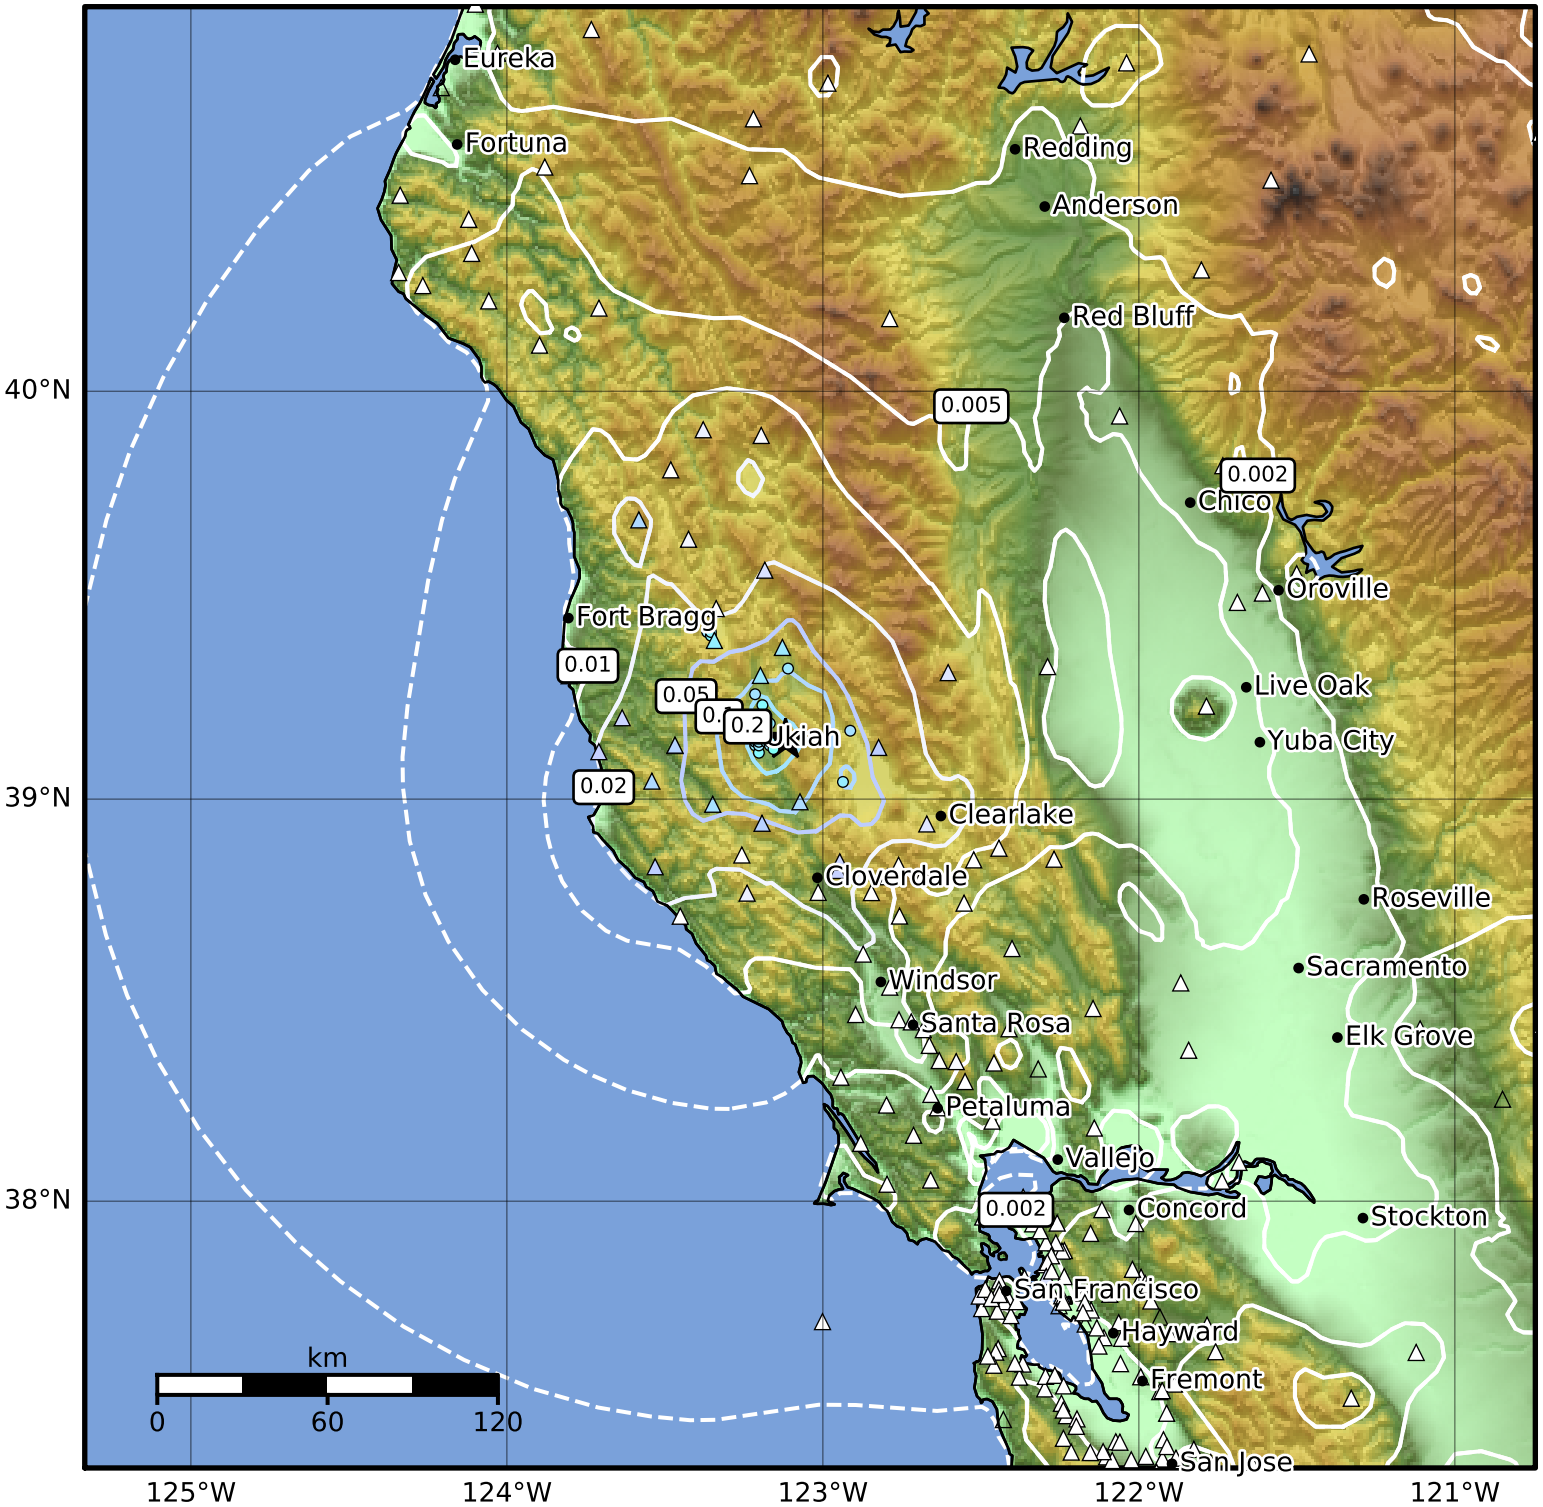 Eureka
Fortuna
Redding
Anderson
Red Bluff
40°N
0.005
0.002
Chico
Oroville
Fort Bragg
0.01
0.05
Live Oak
0.2
Ukiah
Yuba City
0.02
39°N
Clearlake
Cloverdale
Roseville
Sacramento
Windsor
Santa Rosa
Elk Grove
Petaluma
Vallejo
38°N
0.002
Concord
Stockton
San Francisco
Hayward
km
Fremont
0 60 120
San Jose
125°W 124°W 123°W 122°W 121°W